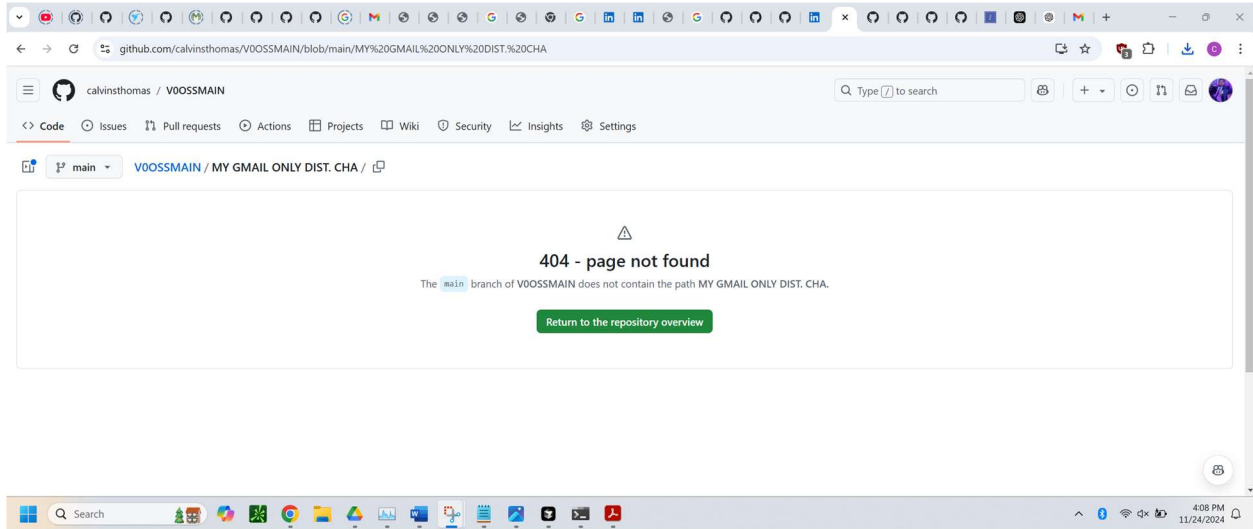 github.com/calvinsthomas/V0OSSMAIN/blob/main/MY%20GMAIL%20ONLY%20DIST.%20CHA
3
C
calvinsthomas / V0OSSMAIN
Type / to search
<> Code Issues Pull requests Actions Projects Wiki Security Insights Settings
main V0OSSMAIN / MY GMAIL ONLY DIST. CHA /
404 - page not found
The main branch of V0OSSMAIN does not contain the path MY GMAIL ONLY DIST. CHA.
Return to the repository overview
Search
4:08 PM
11/24/2024